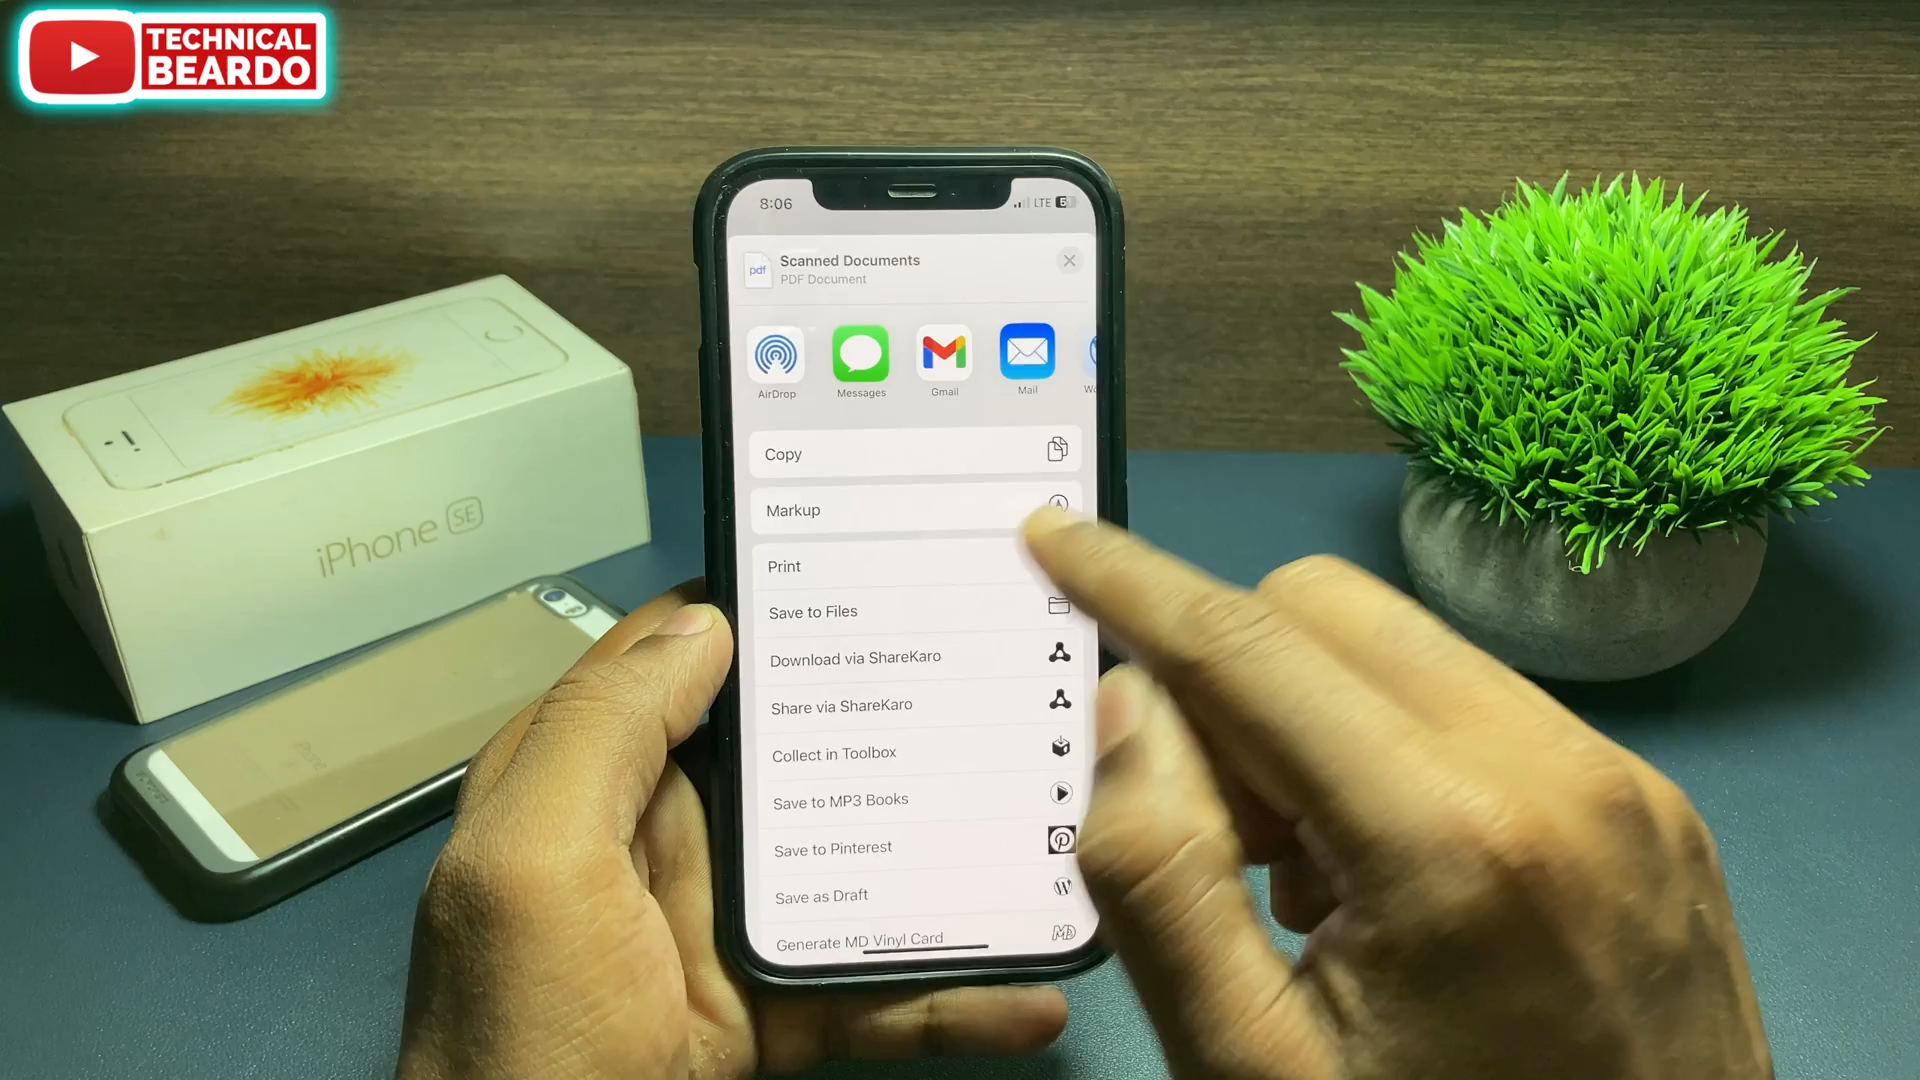 TECHNICAL
BEARDO
8:06
LTE
pdf
Scanned Documents
PDF Document
AirDrop
Messages
Gmail
Mail
Copy
Markup
Print
Save to Files
Download via ShareKaro
Share via ShareKaro
Collect in Toolbox
Save to MP3 Books
Save to Pinterest
Save as Draft
Generate MD Vinyl Card
MD
iPhone SE